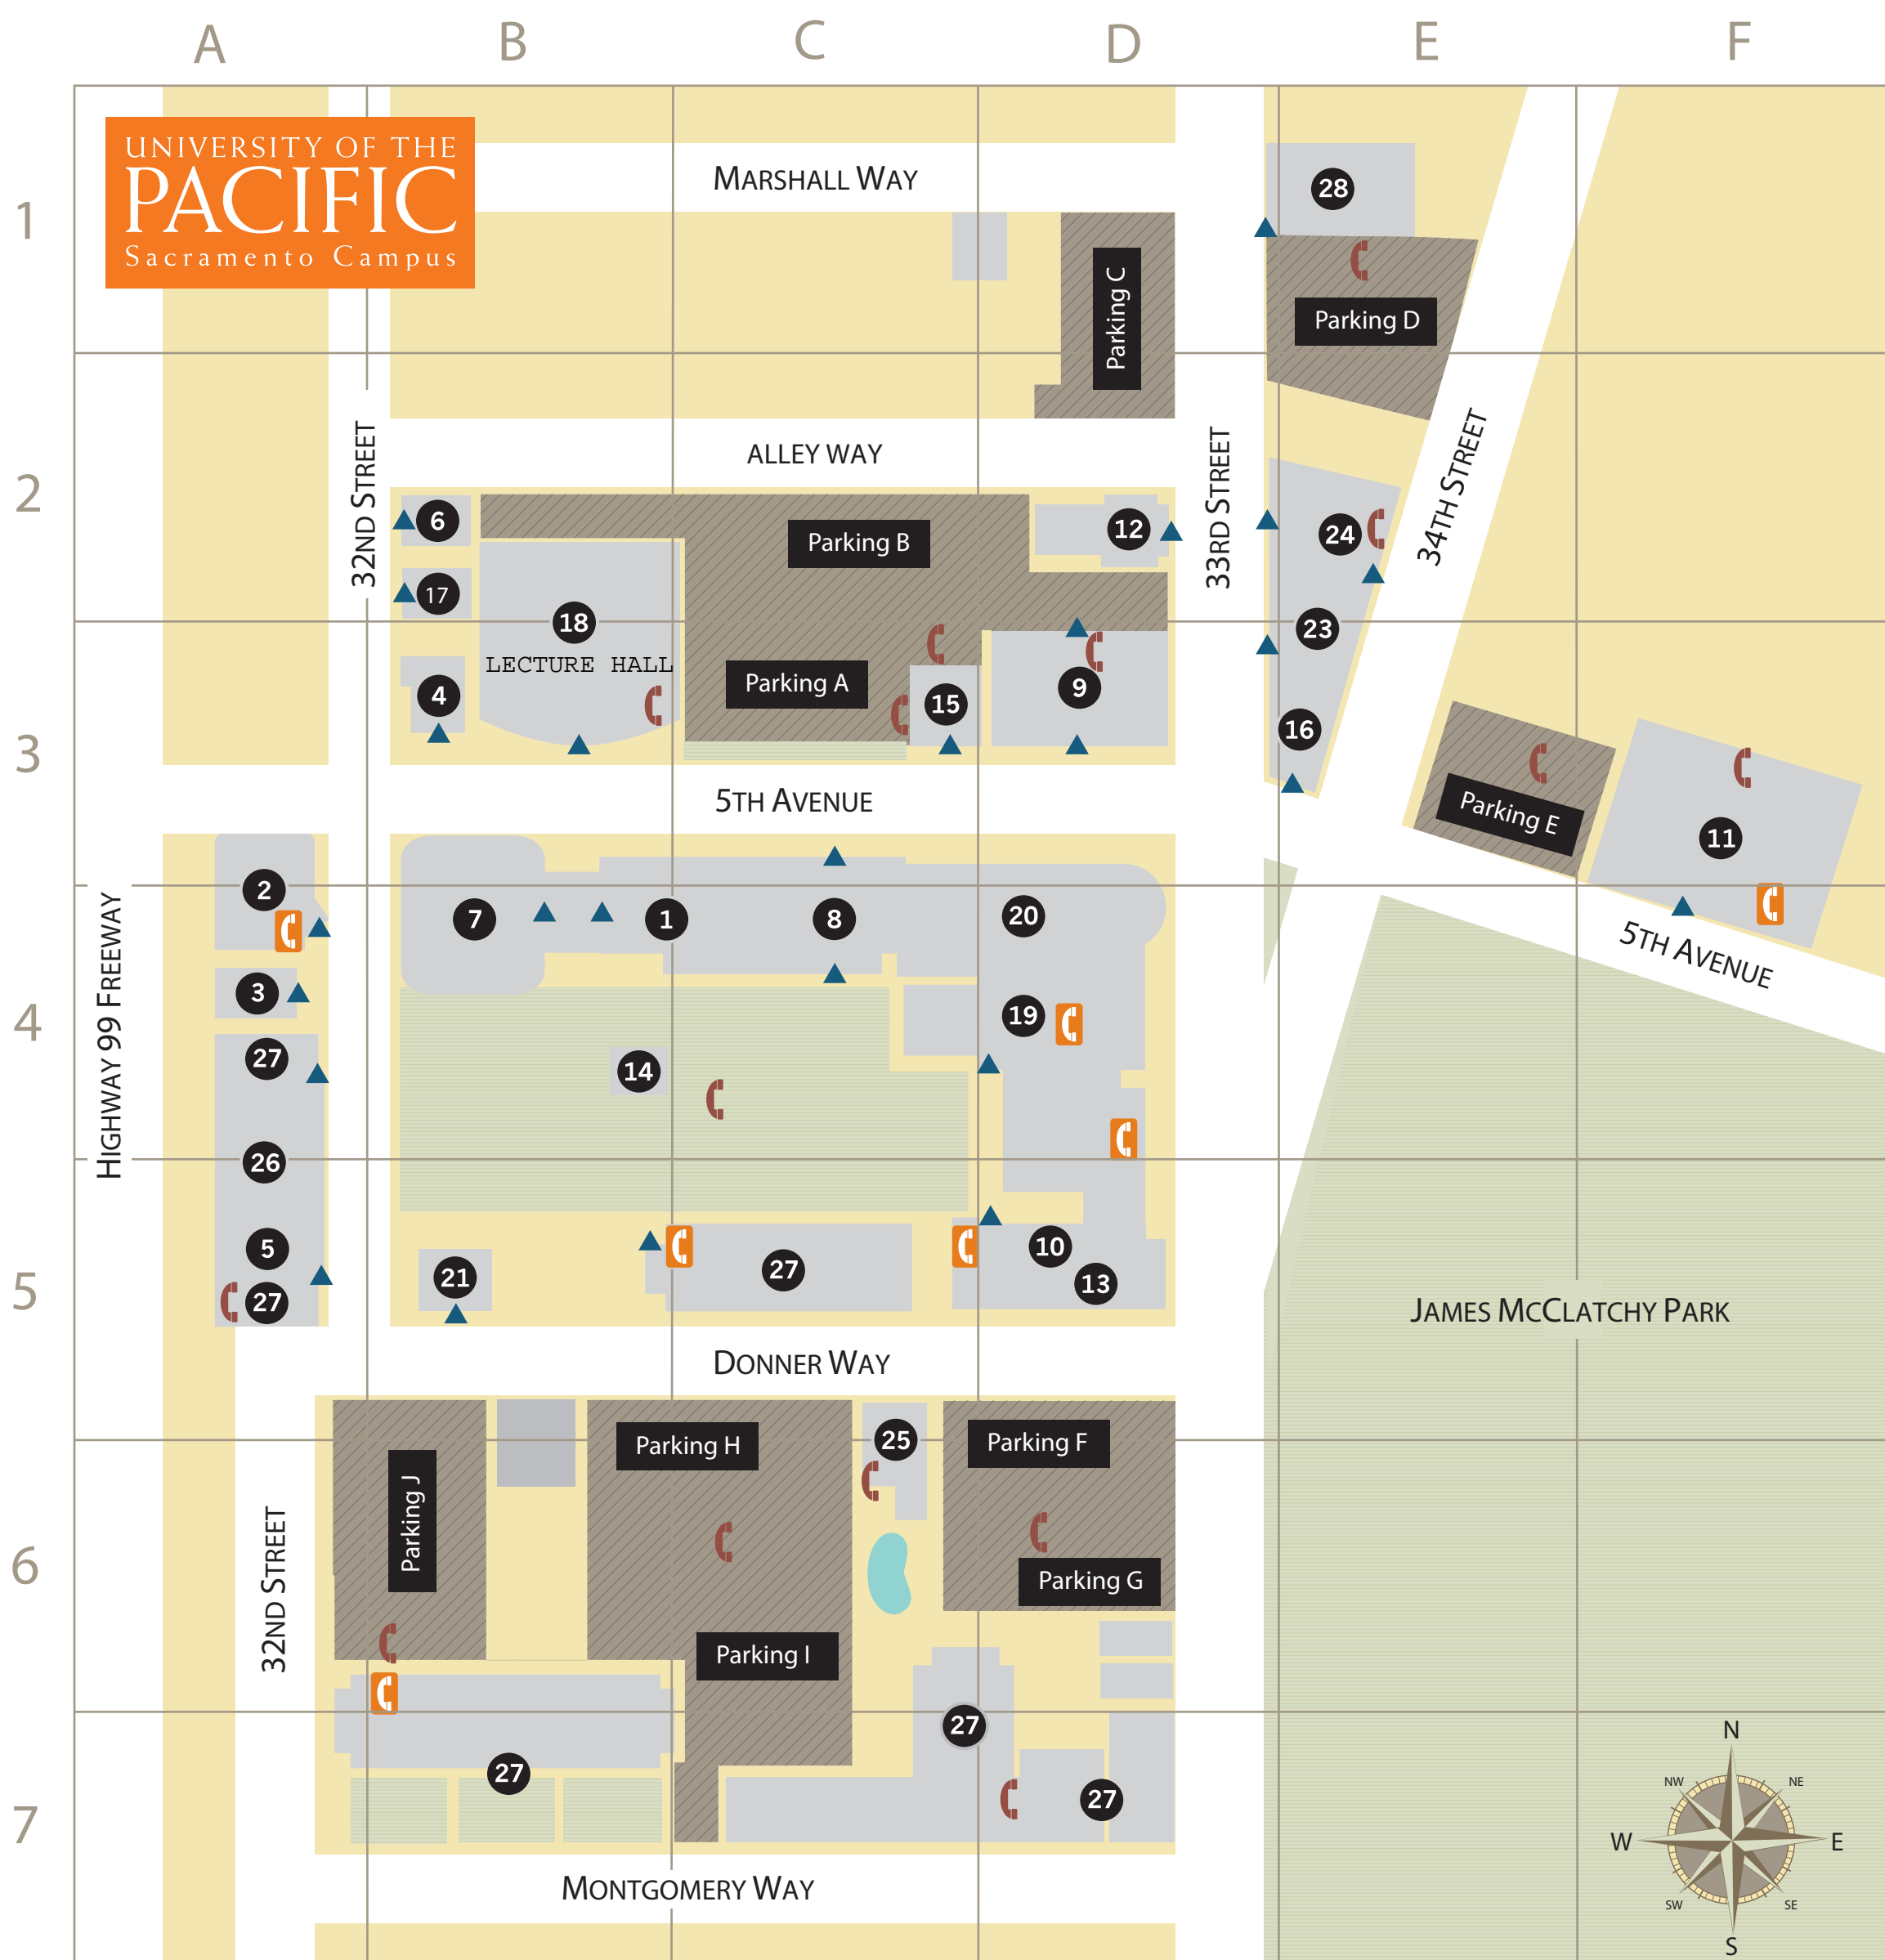 A B C D E F
1
UNIVERSITY OF THE
PACIFIC
Sacramento Campus
MARSHALL WAY
28
Parking C
Parking D
2
32ND STREET
ALLEY WAY
33RD STREET
34TH STREET
6
Parking B
12
24
17
18
LECTURE HALL
23
3
4
Parking A
15
9
16
Parking E
11
5TH AVENUE
4
HIGHWAY 99 FREEWAY
2
7
1
8
20
5TH AVENUE
3
19
27
14
26
5
5
27
21
27
10
13
JAMES MCCLATCHY PARK
DONNER WAY
6
32ND STREET
Parking J
Parking H
25
Parking F
Parking G
Parking I
7
27
27
27
MONTGOMERY WAY
N
NW
NE
W
E
SW
SE
S